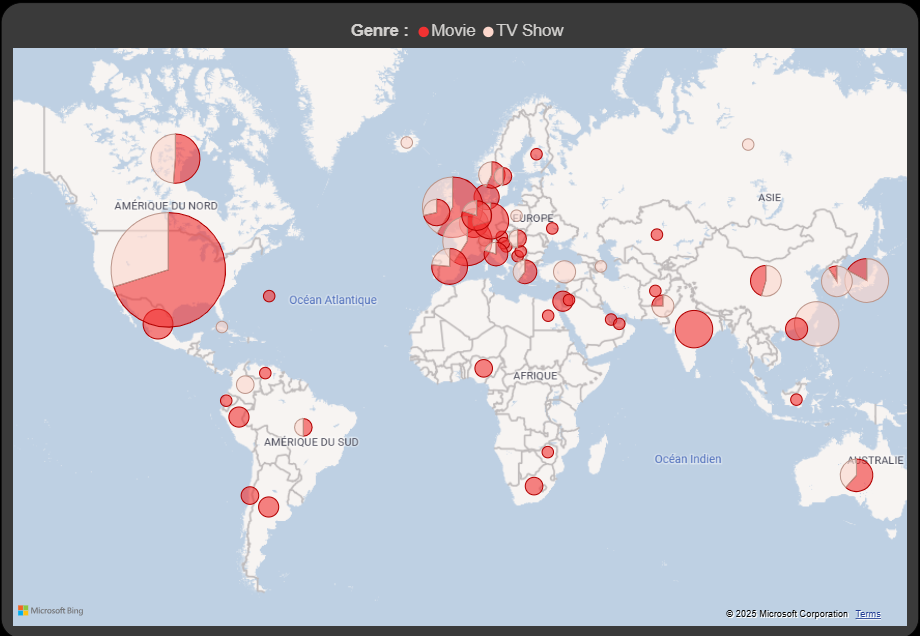 Genre : Movie TV Show
AMÉRIQUE DU NORD
EUROPE
ASIE
Océan Atlantique
AFRIQUE
AMÉRIQUE DU SUD
Océan Indien
AUSTRALIE
Microsoft Bing
© 2025 Microsoft Corporation Terms